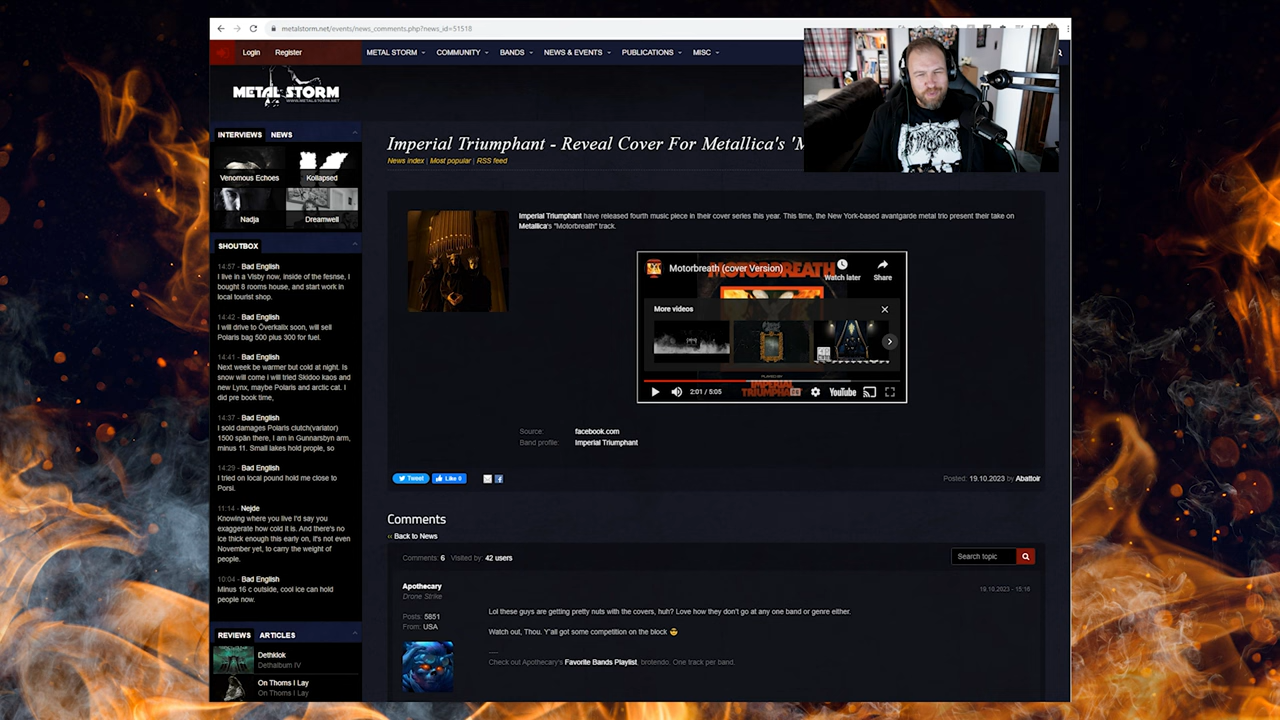 metalstorm.net/events/news_comments.php?news_id=51518
Login Register
METAL STORM COMMUNITY BANDS NEWS & EVENTS PUBLICATIONS MISC
METAL STORM
WWW.METALSTORM.NET
INTERVIEWS NEWS
Venomous Echoes Kollapsed
Nadja Dreamwell
SHOUTBOX
14:57 - Bad English
I live in a Visby now, inside of the fesnse, I
bought 8 rooms house, and start work in
local tourist shop.
14:42 - Bad English
I will drive to Överkalix soon, will sell
Polaris bag 500 plus 300 for fuel.
14:41 - Bad English
Next week be warmer but cold at night. Is
snow will come i will tried Skidoo kaos and
new Lynx, maybe Polaris and arctic cat. I
did pre book time,
14:37 - Bad English
I sold damages Polaris clutch(variator)
1500 spän there, I am in Gunnarsbyn arm,
minus 11. Small lakes hold prople, so
14:29 - Bad English
I tried on local pound hold me close to
Porsi.
11:14 - Nejde
Knowing where you live I'd say you
exaggerate how cold it is. And there's no
ice thick enough this early on, it's not even
November yet, to carry the weight of
people.
10:04 - Bad English
Minus 16 c outside, cool ice can hold
people now.
REVIEWS ARTICLES
Dethklok
Dethalbum IV
On Thorns I Lay
On Thorns I Lay
Imperial Triumphant - Reveal Cover For Metallica's 'M
News index | Most popular | RSS feed
Imperial Triumphant have released fourth music piece in their cover series this year. This time, the New York-based avantgarde metal trio present their take on
Metallica's "Motorbreath" track.
MOTORBREATH
Motorbreath (cover Version)
Watch later Share
More videos
PLAYED BY
IMPERIAL
TRIUMPHANT
2:01 / 5:05
YouTube
Source: facebook.com
Band profile: Imperial Triumphant
Tweet Like 0
Posted: 19.10.2023 by Abattoir
Comments
‹‹ Back to News
Comments: 6 Visited by: 42 users
Search topic
Apothecary
Drone Strike
19.10.2023 - 15:16
Posts: 5851
From: USA
Lol these guys are getting pretty nuts with the covers, huh? Love how they don't go at any one band or genre either.
Watch out, Thou. Y'all got some competition on the block 😎
----
Check out Apothecary's Favorite Bands Playlist, brotendo. One track per band.